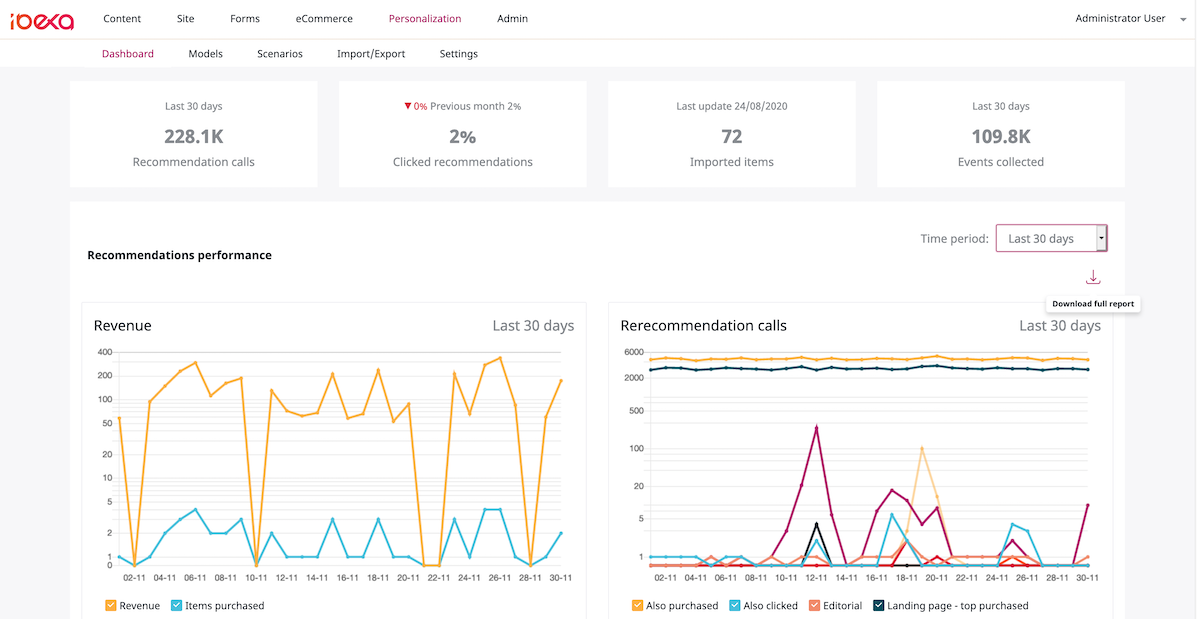 ibexa Content Site Forms eCommerce Personalization Admin Administrator User
Dashboard Models Scenarios Import/Export Settings
Last 30 days
228.1K
Recommendation calls
▼0% Previous month 2%
2%
Clicked recommendations
Last update 24/08/2020
72
Imported items
Last 30 days
109.8K
Events collected
Time period: Last 30 days
Recommendations performance
Download full report
Revenue Last 30 days
400
200
100
50
20
10
5
2
1
0
02-11 04-11 06-11 08-11 10-11 12-11 14-11 16-11 18-11 20-11 22-11 24-11 26-11 28-11 30-11
Revenue Items purchased
Rerecommendation calls Last 30 days
6000
2000
500
100
20
5
1
02-11 04-11 06-11 08-11 10-11 12-11 14-11 16-11 18-11 20-11 22-11 24-11 26-11 28-11 30-11
Also purchased Also clicked Editorial Landing page - top purchased